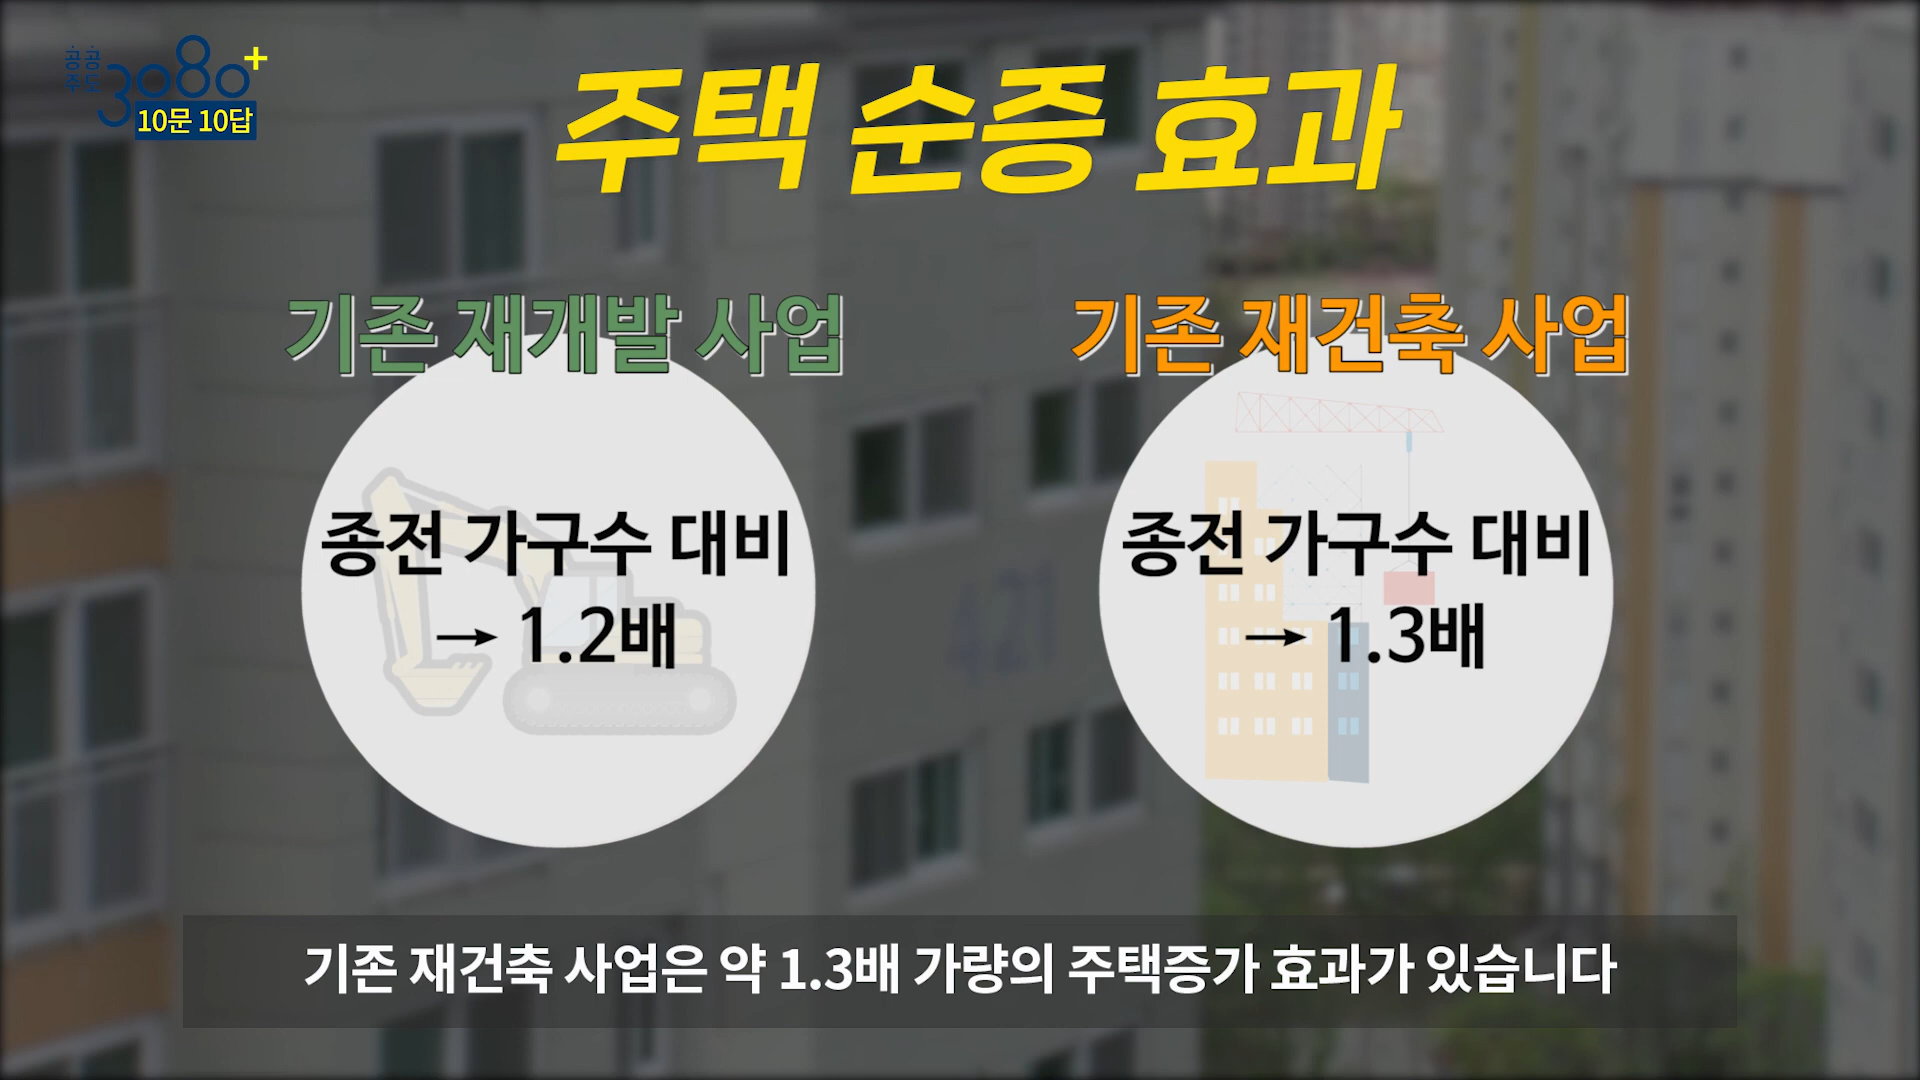 공공
주도
3080+
10문 10답
주택 순증 효과
기존 재개발 사업
종전 가구수 대비
→ 1.2배
기존 재건축 사업
종전 가구수 대비
→ 1.3배
421
기존 재건축 사업은 약 1.3배 가량의 주택증가 효과가 있습니다